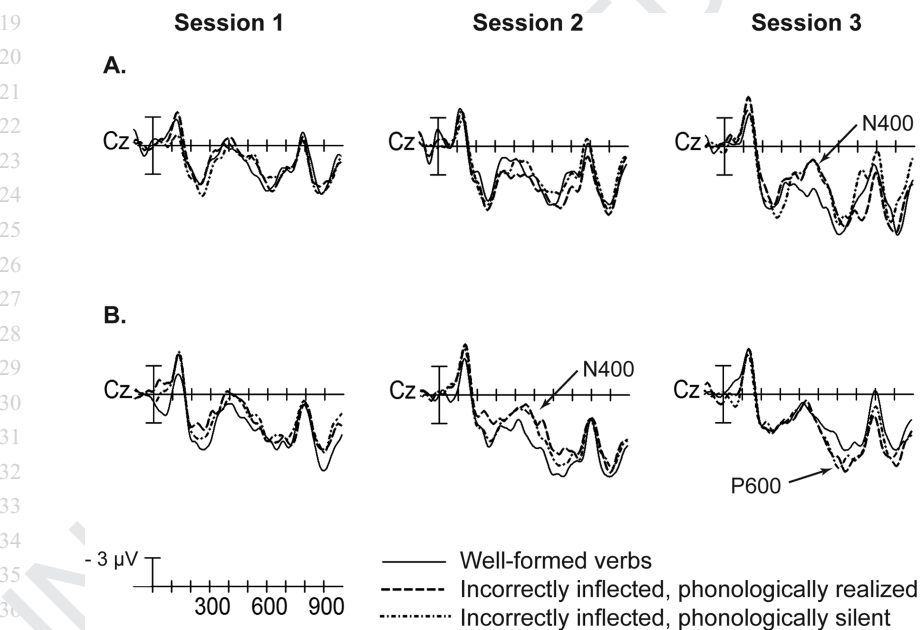 Session 1 Session 2 Session 3
A.
Cz Cz Cz N400
B.
Cz Cz N400 Cz
P600
- 3 µV
300 600 900
Well-formed verbs
Incorrectly inflected, phonologically realized
Incorrectly inflected, phonologically silent
19
20
21
22
23
24
25
26
27
28
29
30
31
32
33
34
35
36